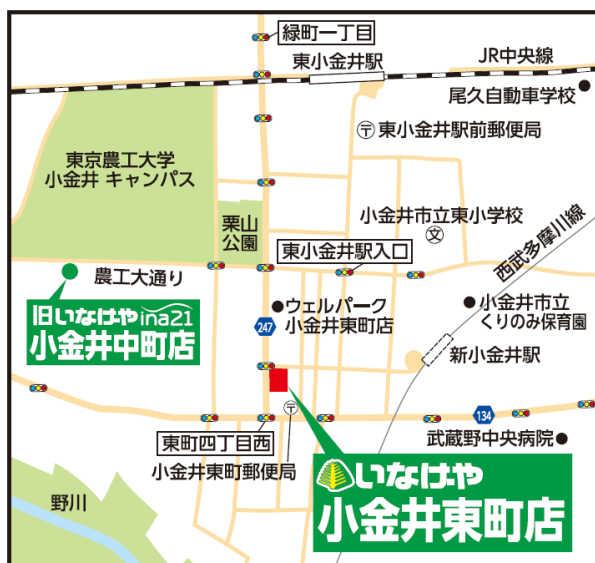 緑町一丁目
東小金井駅
JR中央線
尾久自動車学校
〒東小金井駅前郵便局
東京農工大学
小金井 キャンパス
栗山
公園
小金井市立東小学校
文
西武多摩川線
東小金井駅入口
農工大通り
旧いなげやina21
小金井中町店
ウェルパーク
小金井東町店
247
小金井市立
くりのみ保育園
新小金井駅
〒
134
東町四丁目西
小金井東町郵便局
武蔵野中央病院
いなげや
小金井東町店
野川